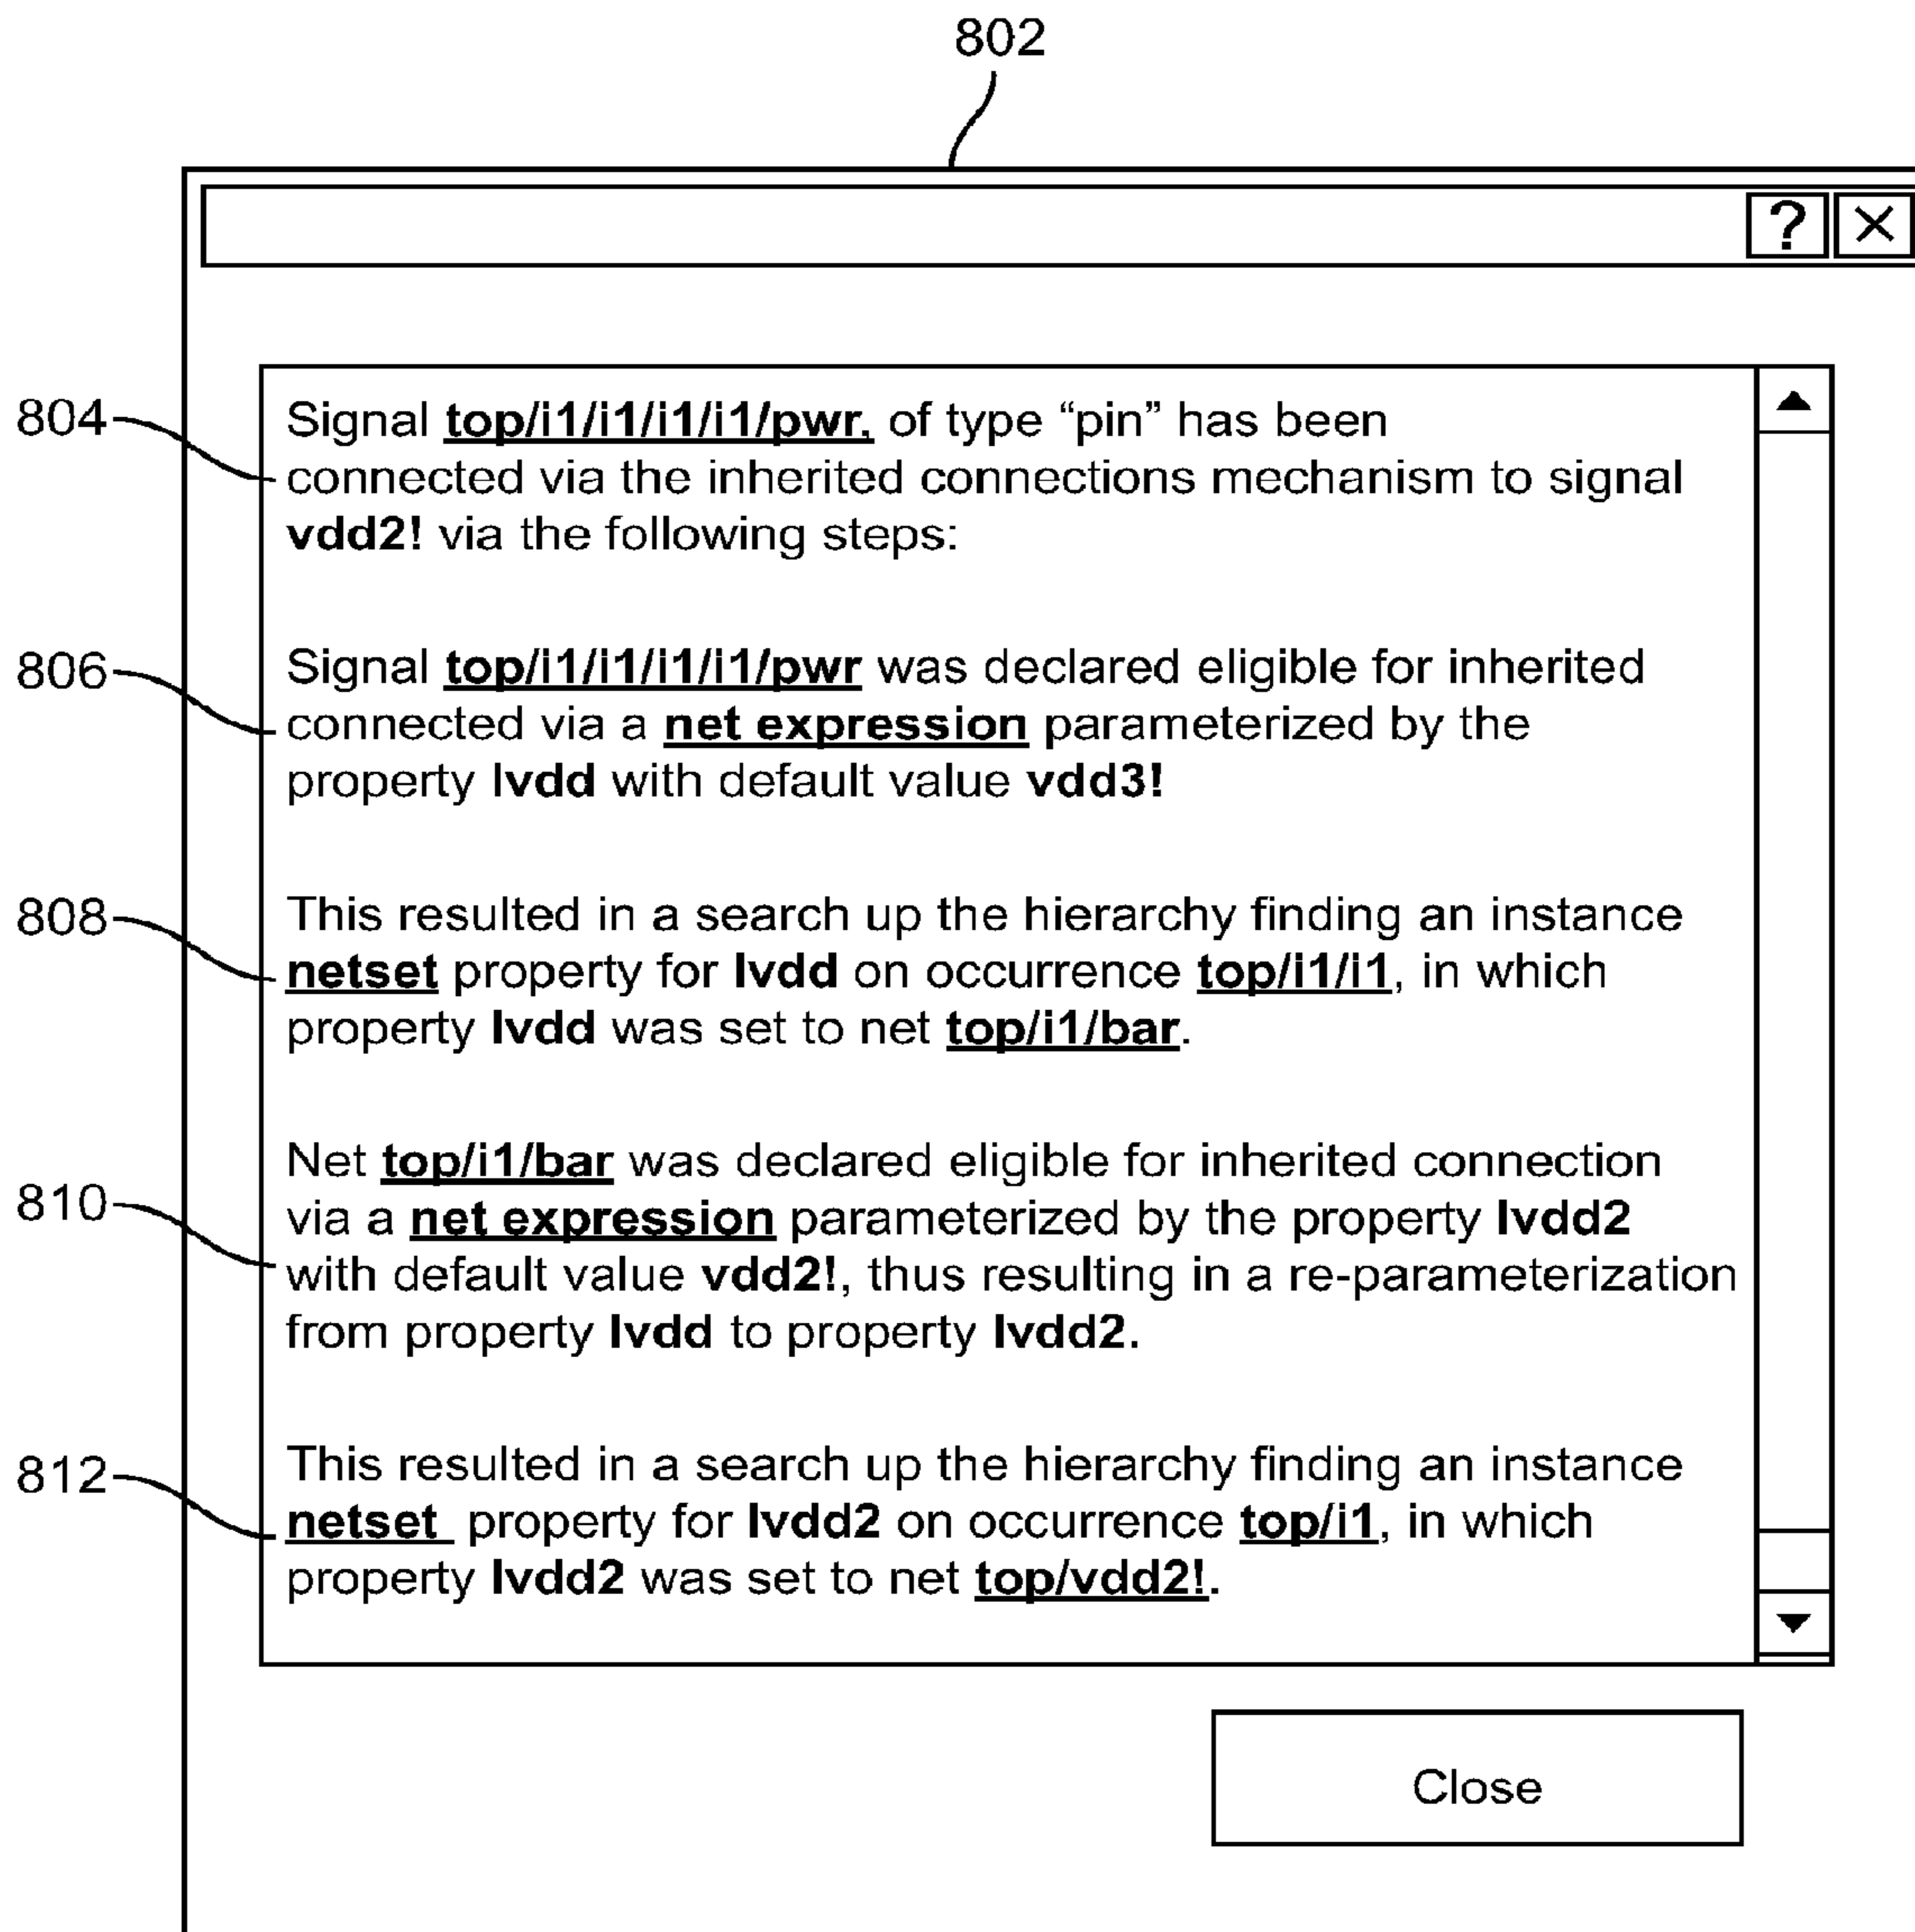 802
?
804
Signal top/i1/i1/i1/i1/pwr, of type “pin” has been
connected via the inherited connections mechanism to signal
vdd2! via the following steps:
806
Signal top/i1/i1/i1/i1/pwr was declared eligible for inherited
connected via a net expression parameterized by the
property lvdd with default value vdd3!
808
This resulted in a search up the hierarchy finding an instance
netset property for lvdd on occurrence top/i1/i1, in which
property lvdd was set to net top/i1/bar.
810
Net top/i1/bar was declared eligible for inherited connection
via a net expression parameterized by the property lvdd2
with default value vdd2!, thus resulting in a re-parameterization
from property lvdd to property lvdd2.
812
This resulted in a search up the hierarchy finding an instance
netset property for lvdd2 on occurrence top/i1, in which
property lvdd2 was set to net top/vdd2!.
Close